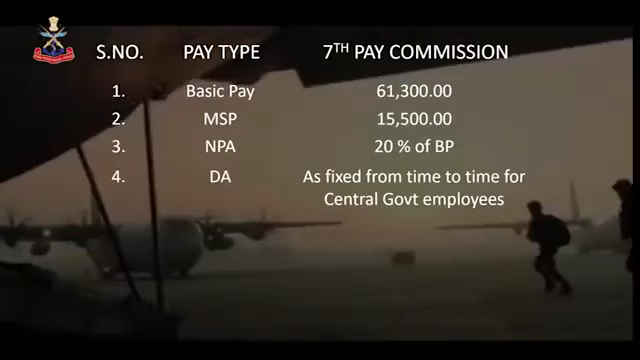 S.NO. PAY TYPE 7TH PAY COMMISSION
1. Basic Pay 61,300.00
2. MSP 15,500.00
3. NPA 20 % of BP
4. DA As fixed from time to time for
Central Govt employees